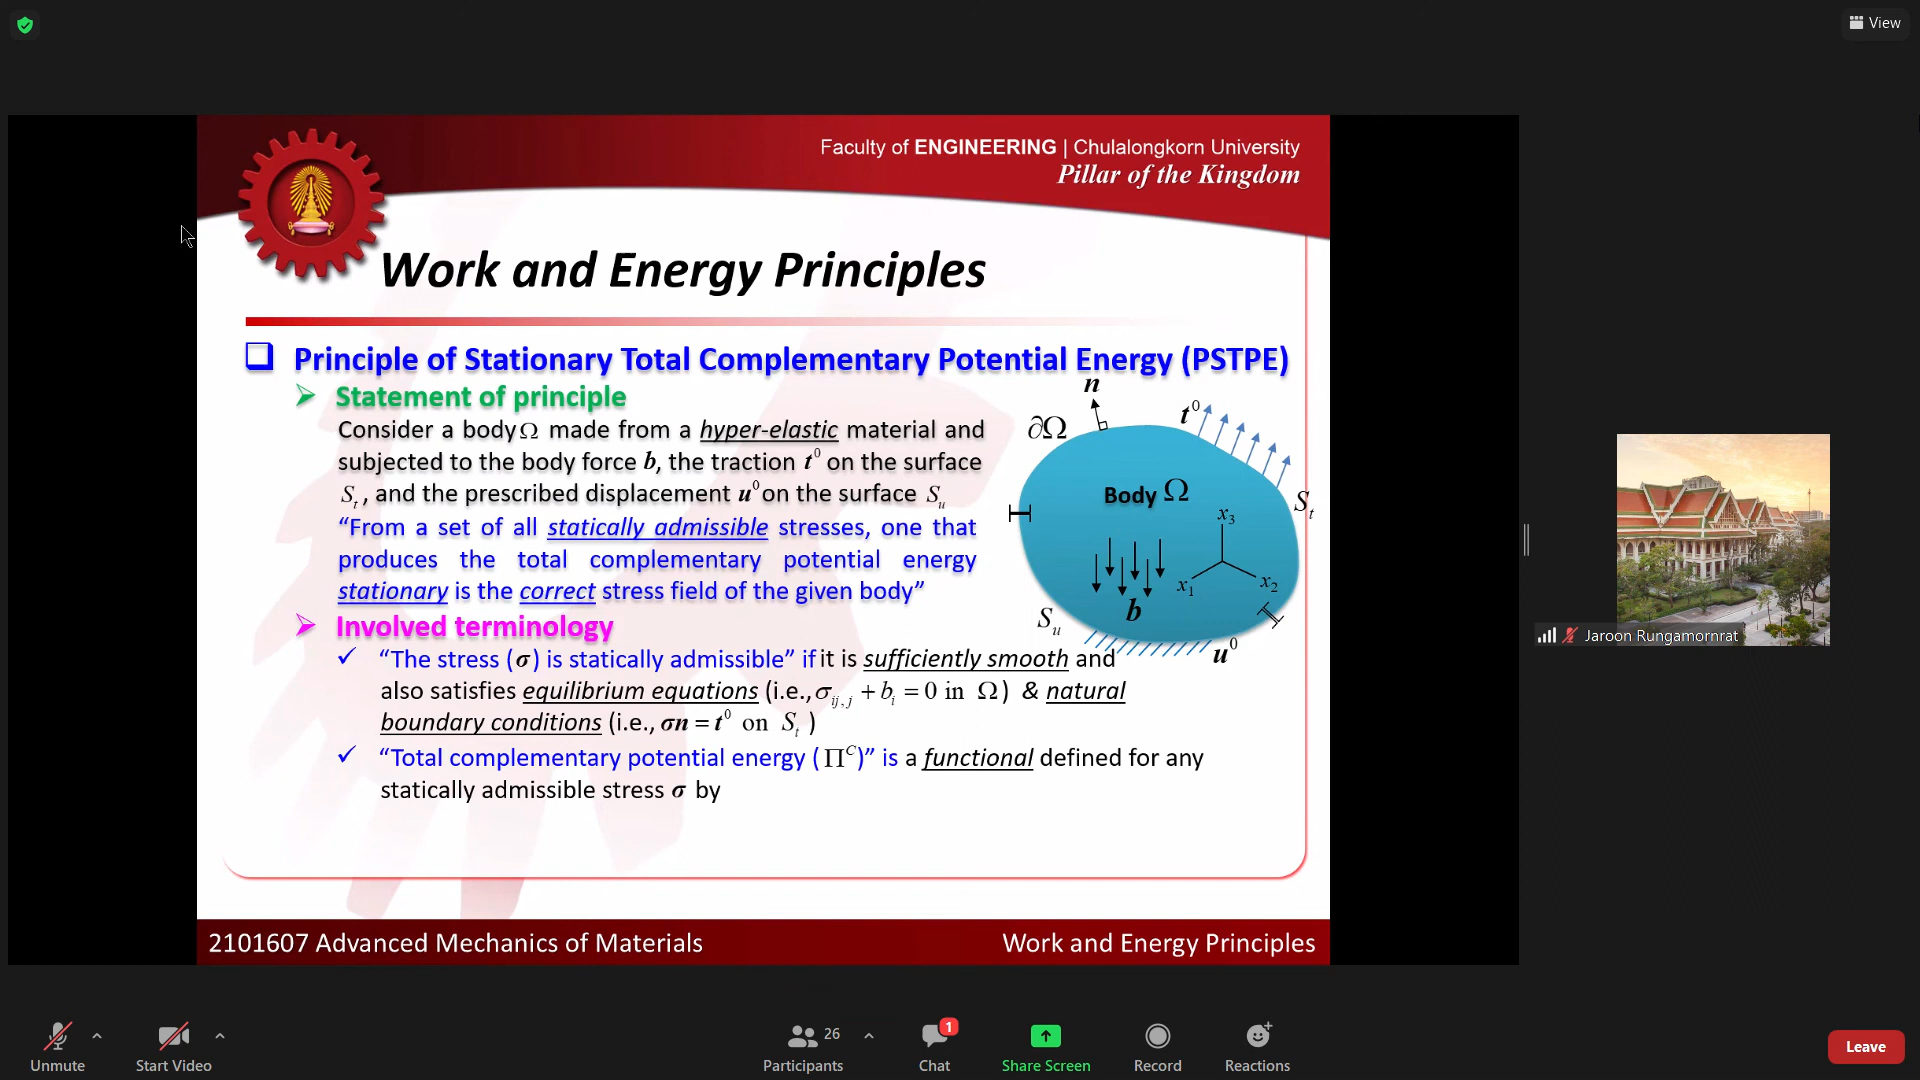 View
Faculty of ENGINEERING | Chulalongkorn University
Pillar of the Kingdom
Work and Energy Principles
❑ Principle of Stationary Total Complementary Potential Energy (PSTPE)
➢ Statement of principle
Consider a body Ω made from a hyper-elastic material and
subjected to the body force b, the traction t⁰ on the surface
Sₜ, and the prescribed displacement u⁰ on the surface Sᵤ
“From a set of all statically admissible stresses, one that
produces the total complementary potential energy
stationary is the correct stress field of the given body”
n
∂Ω
t⁰
Body Ω
Sₜ
x₃
x₁
x₂
b
Sᵤ
u⁰
➢ Involved terminology
✓ “The stress (σ) is statically admissible” if it is sufficiently smooth and
also satisfies equilibrium equations (i.e., σij,j + bi = 0 in Ω) & natural
boundary conditions (i.e., σn = t⁰ on Sₜ )
✓ “Total complementary potential energy ( Πᶜ)” is a functional defined for any
statically admissible stress σ by
2101607 Advanced Mechanics of Materials
Work and Energy Principles
Jaroon Rungamornrat
Unmute
Start Video
26
Participants
1
Chat
Share Screen
Record
Reactions
Leave